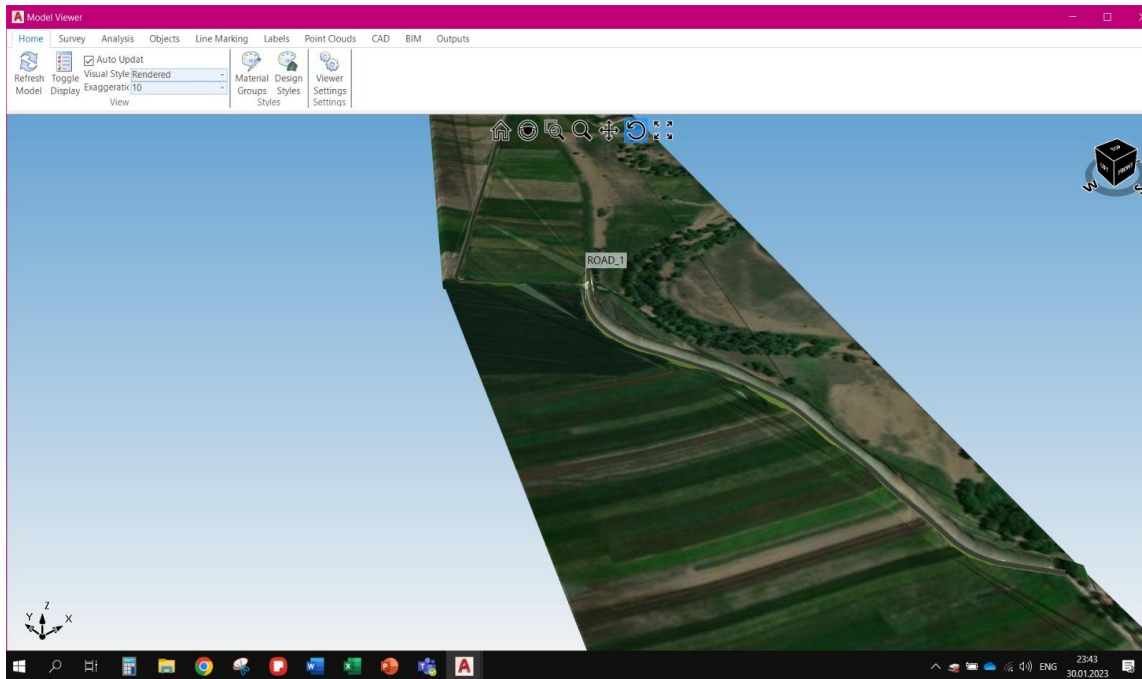 Model Viewer
Home Survey Analysis Objects Line Marking Labels Point Clouds CAD BIM Outputs
Auto Updat
Visual Style Rendered
Exaggeratic 10
Refresh Model
Toggle Display
View
Material Groups
Design Styles
Styles
Viewer Settings
Settings
TOP
FRONT
W
S
ROAD_1
Z
Y
X
ENG
23:43
30.01.2023